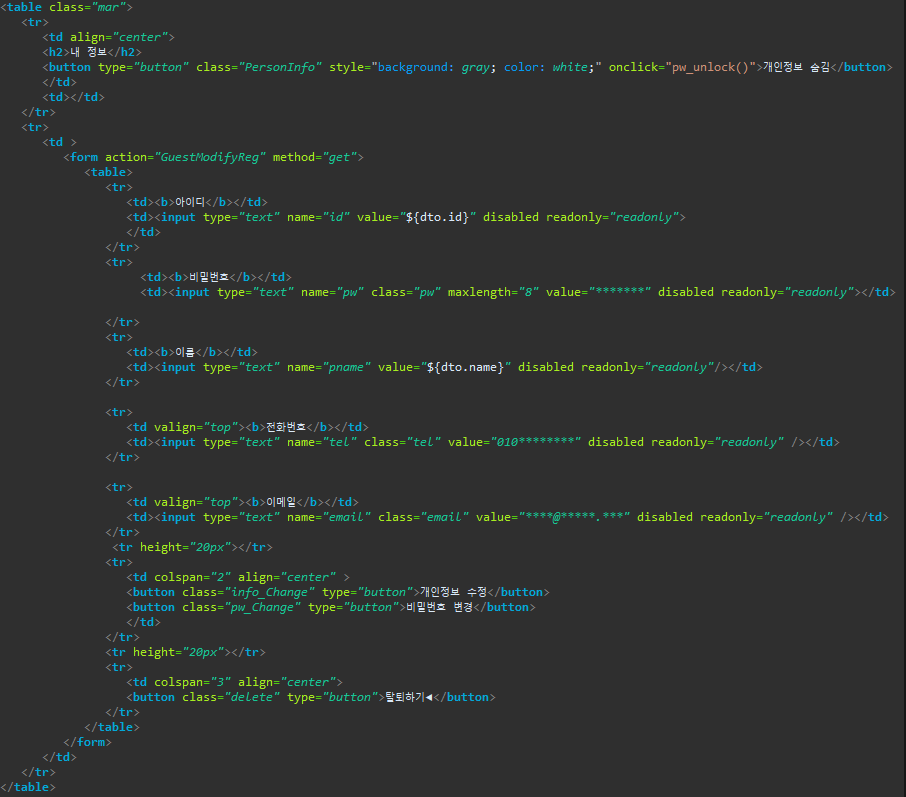 <table class="mar">
<tr>
<td align="center">
<h2>내 정보</h2>
<button type="button" class="PersonInfo" style="background: gray; color: white;" onclick="pw_unlock()">개인정보 숨김</button>
</td>
<td></td>
</tr>
<tr>
<td >
<form action="GuestModifyReg" method="get">
<table>
<tr>
<td><b>아이디</b></td>
<td><input type="text" name="id" value="${dto.id}" disabled readonly="readonly">
</td>
</tr>
<tr>
<td><b>비밀번호</b></td>
<td><input type="text" name="pw" class="pw" maxlength="8" value="*******" disabled readonly="readonly"></td>
</tr>
<tr>
<td><b>이름</b></td>
<td><input type="text" name="pname" value="${dto.name}" disabled readonly="readonly"/></td>
</tr>
<tr>
<td valign="top"><b>전화번호</b></td>
<td><input type="text" name="tel" class="tel" value="010********" disabled readonly="readonly" /></td>
</tr>
<tr>
<td valign="top"><b>이메일</b></td>
<td><input type="text" name="email" class="email" value="****@*****.***" disabled readonly="readonly" /></td>
</tr>
<tr height="20px"></tr>
<tr>
<td colspan="2" align="center" >
<button class="info_Change" type="button">개인정보 수정</button>
<button class="pw_Change" type="button">비밀번호 변경</button>
</td>
</tr>
<tr height="20px"></tr>
<tr>
<td colspan="3" align="center">
<button class="delete" type="button">탈퇴하기◀</button>
</tr>
</table>
</form>
</td>
</tr>
</table>